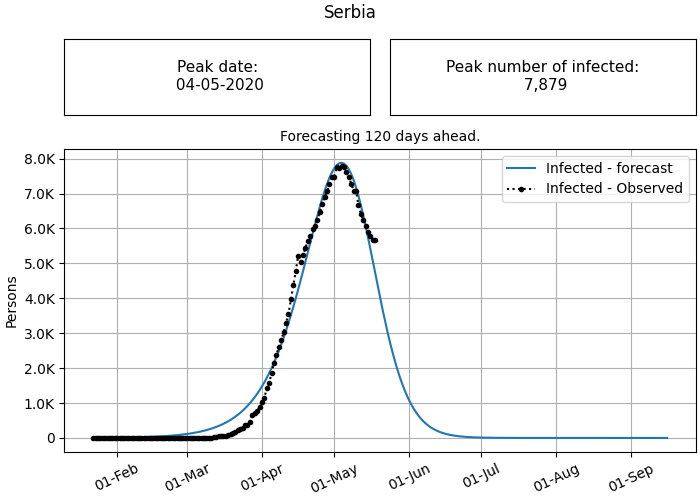 Serbia
Peak date:
04-05-2020
Peak number of infected:
7,879
Forecasting 120 days ahead.
8.0K
7.0K
6.0K
5.0K
4.0K
3.0K
2.0K
1.0K
0
Persons
Infected - forecast
Infected - Observed
01-Feb
01-Mar
01-Apr
01-May
01-Jun
01-Jul
01-Aug
01-Sep